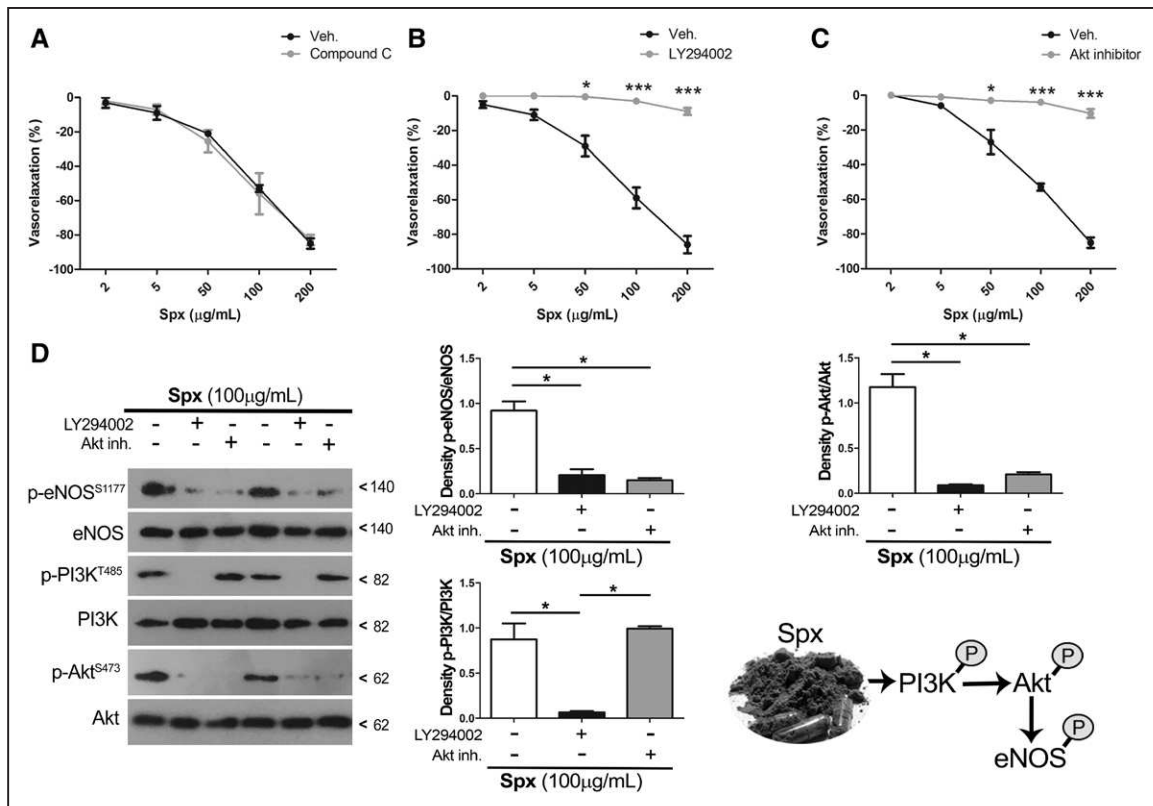 A
Veh.
Compound C
Vasorelaxation (%)
0
-20
-40
-60
-80
-100
2 5 50 100 200
Spx (μg/mL)
B
Veh.
LY294002
* *** ***
Vasorelaxation (%)
0
-20
-40
-60
-80
-100
2 5 50 100 200
Spx (μg/mL)
C
Veh.
Akt inhibitor
* *** ***
Vasorelaxation (%)
0
-20
-40
-60
-80
-100
2 5 50 100 200
Spx (μg/mL)
D
Spx (100μg/mL)
LY294002 - + - - + -
Akt inh. - - + - - +
p-eNOS^S1177 < 140
eNOS < 140
p-PI3K^T485 < 82
PI3K < 82
p-Akt^S473 < 62
Akt < 62
Density p-eNOS/eNOS
1.5
1.0
0.5
0.0
*
*
LY294002 - + -
Akt inh. - - +
Spx (100μg/mL)
Density p-Akt/Akt
1.5
1.0
0.5
0.0
*
*
LY294002 - + -
Akt inh. - - +
Spx (100μg/mL)
Density p-PI3K/PI3K
1.5
1.0
0.5
0.0
* *
LY294002 - + -
Akt inh. - - +
Spx (100μg/mL)
Spx
PI3K P
Akt P
eNOS P